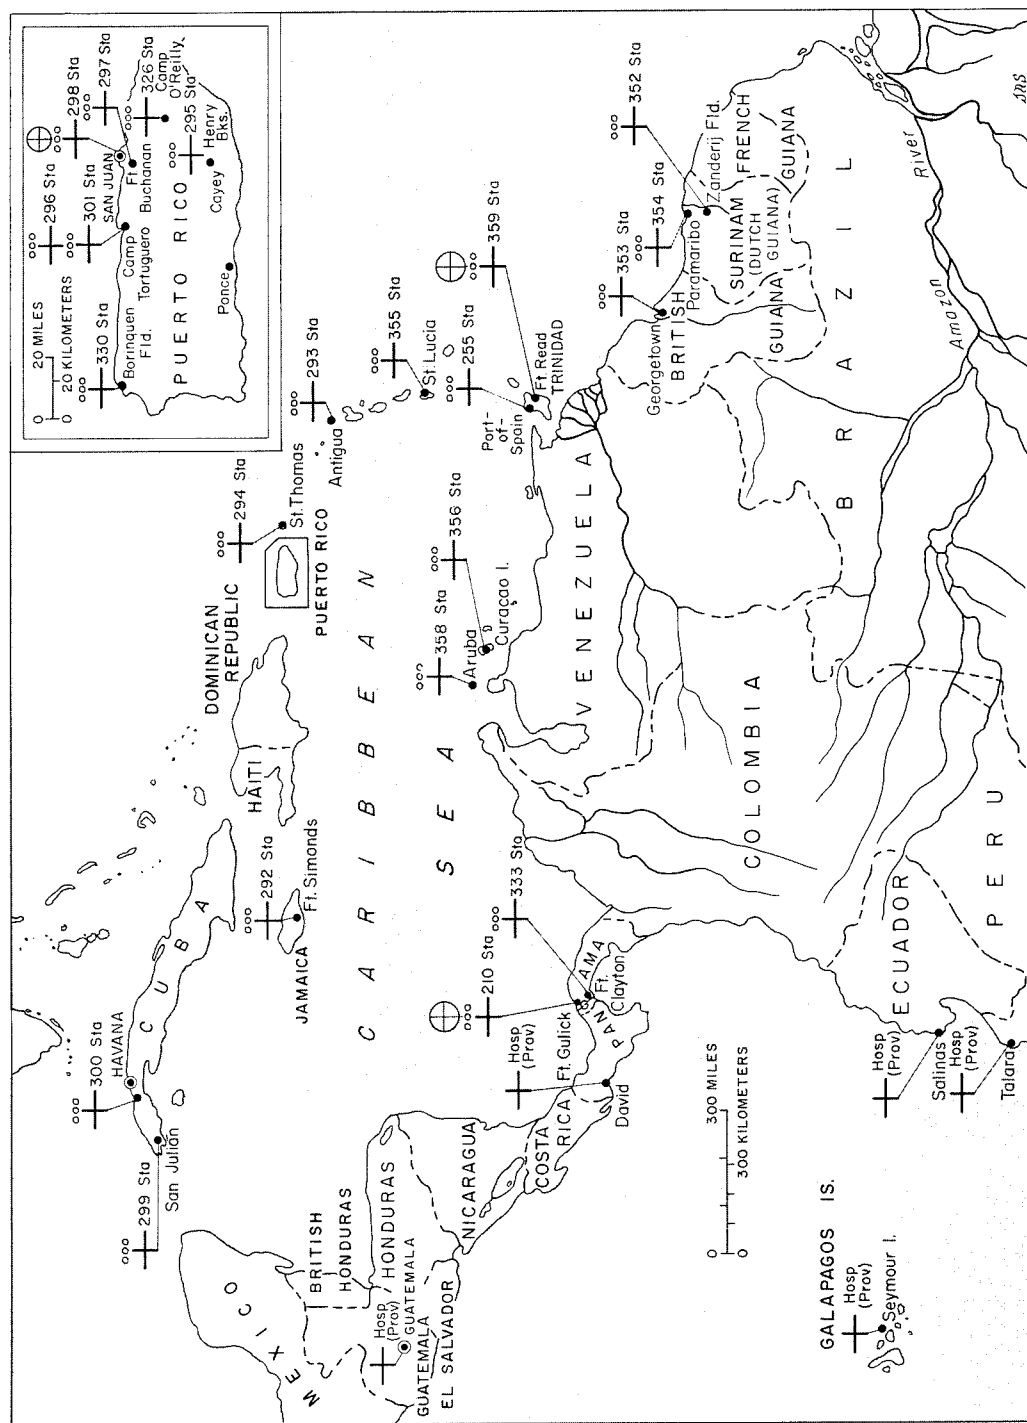 0 20 MILES
0 20 KILOMETERS
330 Sta
Borinquen
Fld.
296 Sta
301 Sta
Camp
Tortuguero
298 Sta
SAN JUAN
297 Sta
Ft.
Buchanan
326 Sta
Camp
O'Reilly
295 Sta
Henry
Bks.
Cayey
Ponce
PUERTO RICO
MEXICO
BRITISH
HONDURAS
HONDURAS
Hosp
(Prov)
GUATEMALA
GUATEMALA
EL SALVADOR
NICARAGUA
COSTA
RICA
299 Sta
San Julián
300 Sta
HAVANA
CUBA
292 Sta
Ft. Simonds
JAMAICA
HAITI
DOMINICAN
REPUBLIC
PUERTO RICO
294 Sta
St. Thomas
293 Sta
Antigua
355 Sta
St. Lucia
CARIBBEAN
SEA
358 Sta
Aruba
356 Sta
Curaçao I.
255 Sta
Port-
of-
Spain
359 Sta
Ft. Read
TRINIDAD
Hosp
(Prov)
David
210 Sta
Ft. Gulick
333 Sta
Ft.
Clayton
PANAMA
VENEZUELA
353 Sta
Georgetown
BRITISH
GUIANA
354 Sta
Paramaribo
352 Sta
Zanderij Fld.
SURINAM
(DUTCH
GUIANA)
FRENCH
GUIANA
COLOMBIA
BRAZIL
Amazon River
0 300 MILES
0 300 KILOMETERS
ECUADOR
Hosp
(Prov)
Salinas
Hosp
(Prov)
Talara
PERU
GALAPAGOS IS.
Hosp
(Prov)
Seymour I.